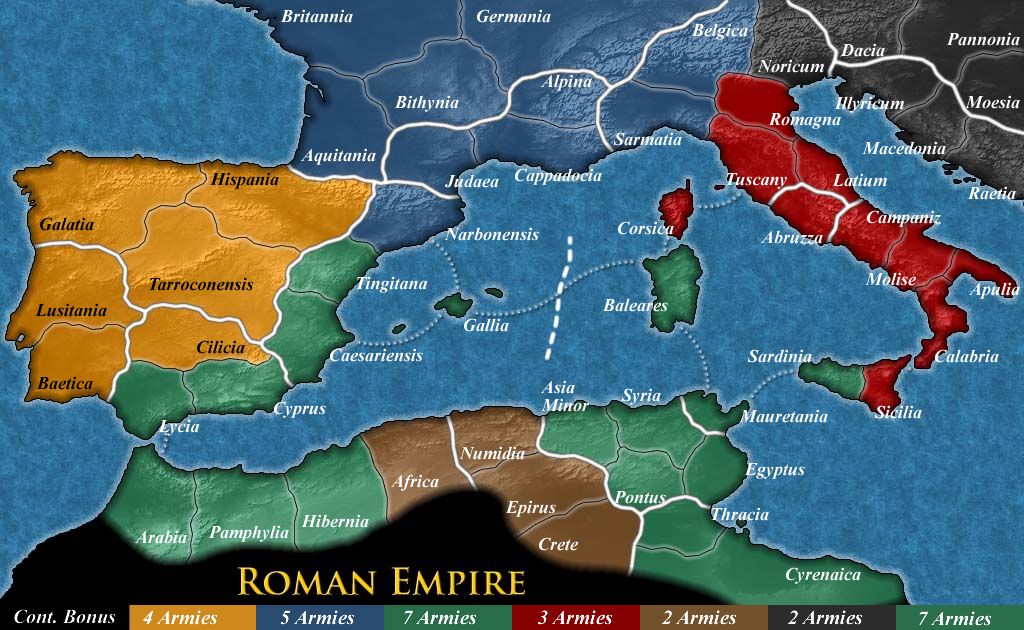 Britannia
Germania
Belgica
Dacia
Pannonia
Noricum
Alpina
Bithynia
Illyricum
Moesia
Romagna
Sarmatia
Macedonia
Aquitania
Hispania
Judaea
Cappadocia
Tuscany
Latium
Raetia
Galatia
Corsica
Narbonensis
Abruzza
Campaniz
Tarroconensis
Tingitana
Molise
Apulia
Lusitania
Baleares
Gallia
Cilicia
Caesariensis
Sardinia
Calabria
Baetica
Asia
Minor
Syria
Cyprus
Lycia
Mauretania
Sicilia
Numidia
Egyptus
Africa
Pontus
Epirus
Thracia
Hibernia
Pamphylia
Arabia
Crete
Cyrenaica
Roman Empire
Cont. Bonus 4 Armies 5 Armies 7 Armies 3 Armies 2 Armies 2 Armies 7 Armies